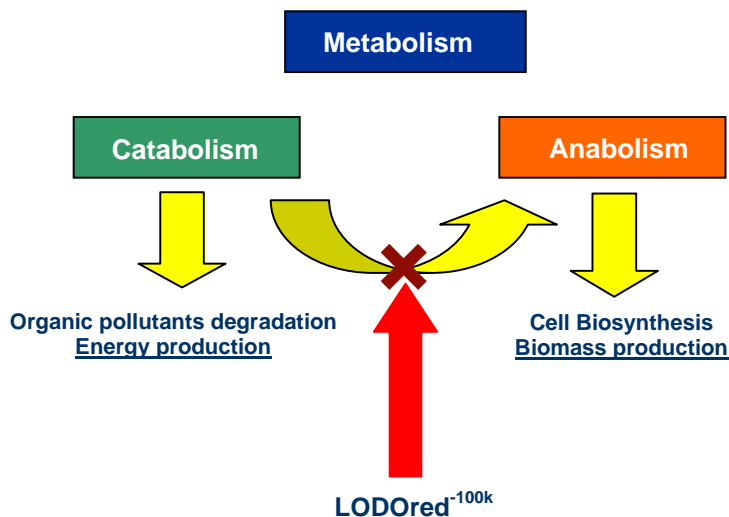 Metabolism
Catabolism
Anabolism
Organic pollutants degradation
Energy production
Cell Biosynthesis
Biomass production
LODOred-100k